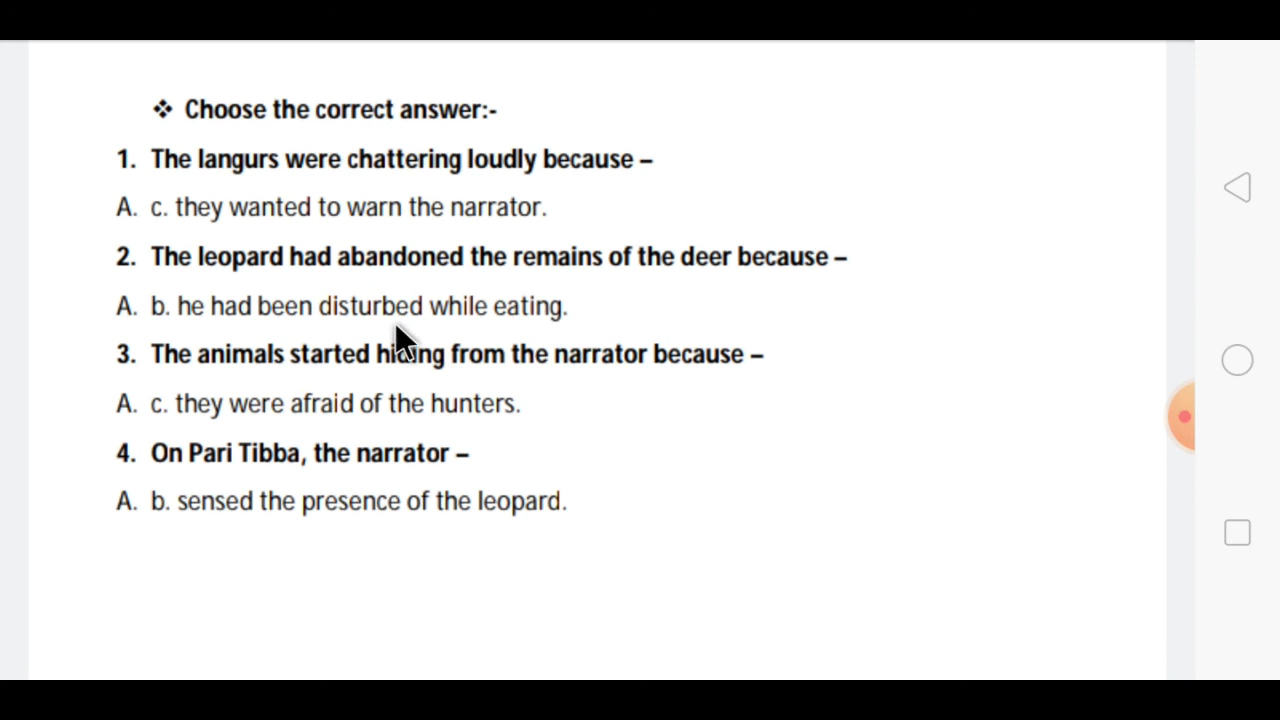 ❖ Choose the correct answer:-
1. The langurs were chattering loudly because –
A. c. they wanted to warn the narrator.
2. The leopard had abandoned the remains of the deer because –
A. b. he had been disturbed while eating.
3. The animals started hiding from the narrator because –
A. c. they were afraid of the hunters.
4. On Pari Tibba, the narrator –
A. b. sensed the presence of the leopard.